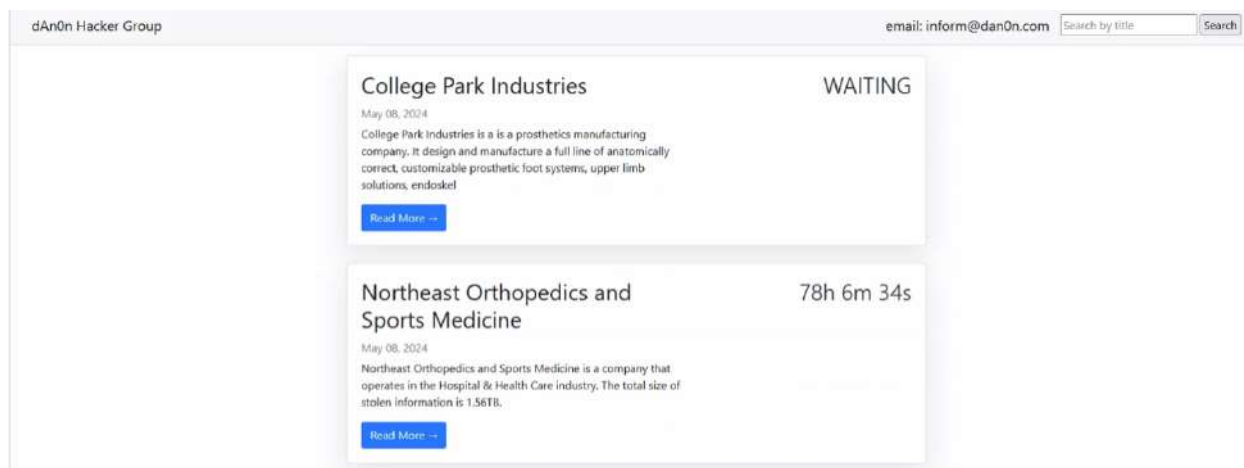 dAn0n Hacker Group
email: inform@dan0n.com
Search by title
Search
College Park Industries
WAITING
May 08, 2024
College Park Industries is a is a prosthetics manufacturing
company. It design and manufacture a full line of anatomically
correct, customizable prosthetic foot systems, upper limb
solutions, endoskel
Read More →
Northeast Orthopedics and
Sports Medicine
78h 6m 34s
May 08, 2024
Northeast Orthopedics and Sports Medicine is a company that
operates in the Hospital & Health Care industry. The total size of
stolen information is 1.56TB.
Read More →